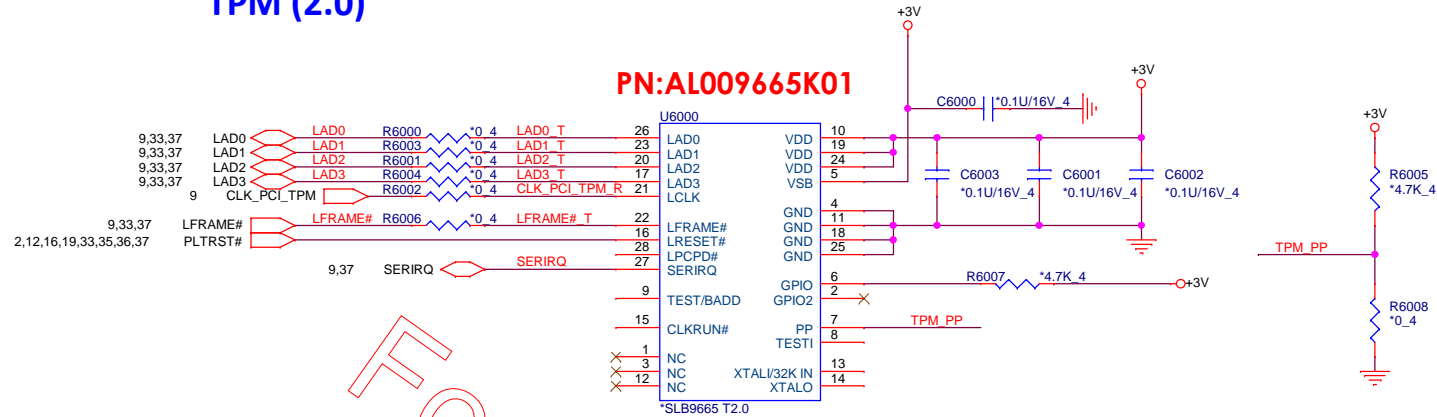 TPM (2.0)
+3V
PN:AL009665K01
C6000 *0.1U/16V_4
+3V
U6000
9,33,37 LAD0 LAD0 R6000 *0_4 LAD0_T 26 LAD0 VDD 10
9,33,37 LAD1 LAD1 R6003 *0_4 LAD1_T 23 LAD1 VDD 19
9,33,37 LAD2 LAD2 R6001 *0_4 LAD2_T 20 LAD2 VDD 24
9,33,37 LAD3 LAD3 R6004 *0_4 LAD3_T 17 LAD3 VSB 5
9 CLK_PCI_TPM R6002 *0_4 CLK_PCI_TPM_R 21 LCLK
C6003 *0.1U/16V_4
C6001 *0.1U/16V_4
C6002 *0.1U/16V_4
+3V
R6005 *4.7K_4
GND 4
9,33,37 LFRAME# LFRAME# R6006 *0_4 LFRAME#_T 22 LFRAME# GND 11
2,12,16,19,33,35,36,37 PLTRST# 16 LRESET# GND 18
28 LPCPD# GND 25
9,37 SERIRQ SERIRQ 27 SERIRQ
TPM_PP
GPIO 6 R6007 *4.7K_4 +3V
9 TEST/BADD GPIO2 2
R6008 *0_4
15 CLKRUN# PP 7 TPM_PP
TESTI 8
1 NC
3 NC XTALI/32K IN 13
12 NC XTALO 14
*SLB9665 T2.0
Fo